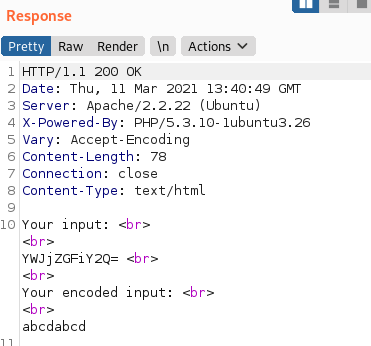 Response
Pretty Raw Render \n Actions
1 HTTP/1.1 200 OK
2 Date: Thu, 11 Mar 2021 13:40:49 GMT
3 Server: Apache/2.2.22 (Ubuntu)
4 X-Powered-By: PHP/5.3.10-1ubuntu3.26
5 Vary: Accept-Encoding
6 Content-Length: 78
7 Connection: close
8 Content-Type: text/html
9
10 Your input: <br>
<br>
YWJjZGFiY2Q= <br>
<br>
Your encoded input: <br>
<br>
abcdabcd
11